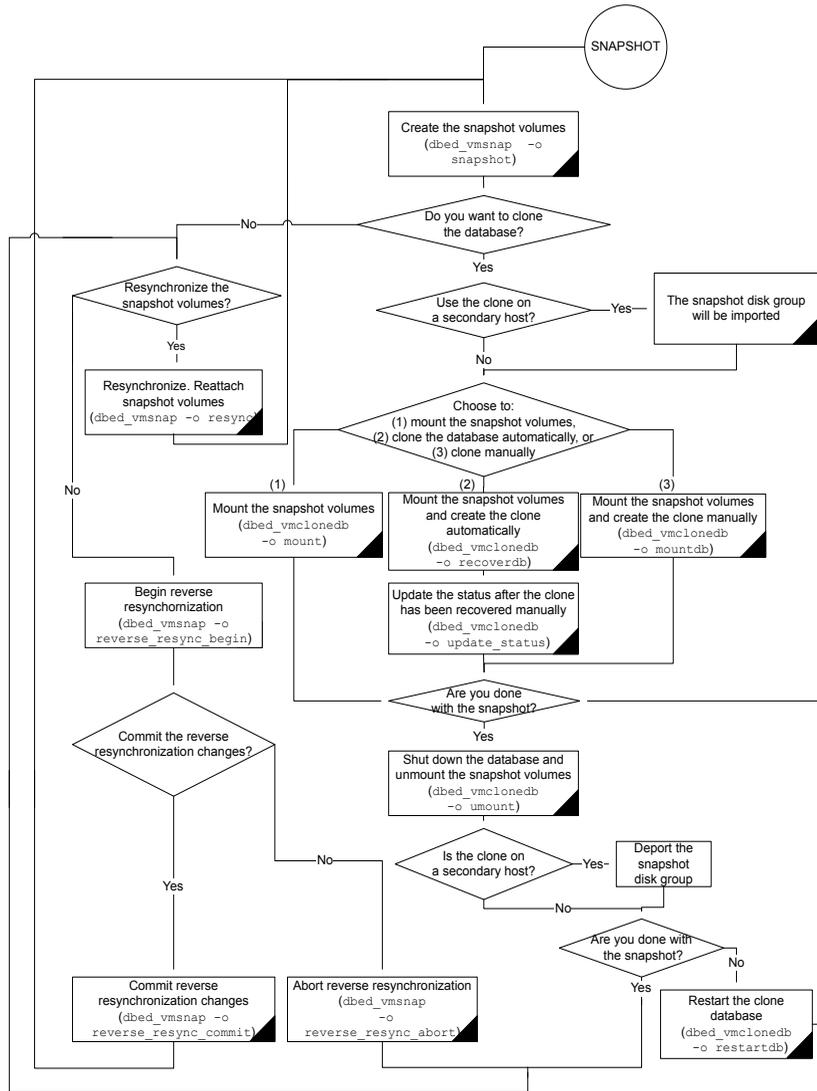 SNAPSHOT
Create the snapshot volumes
(dbed_vmsnap -o
snapshot)
No
Do you want to clone
the database?
Yes
Resynchronize the
snapshot volumes?
Use the clone on
a secondary host?
Yes
The snapshot disk group
will be imported
Yes
No
Resynchronize. Reattach
snapshot volumes
(dbed_vmsnap -o resync)
Choose to:
(1) mount the snapshot volumes,
(2) clone the database automatically, or
(3) clone manually
No
(1)
(2)
(3)
Mount the snapshot volumes
(dbed_vmclonedb
-o mount)
Mount the snapshot volumes
and create the clone
automatically
(dbed_vmclonedb
-o recoverdb)
Mount the snapshot volumes
and create the clone manually
(dbed_vmclonedb
-o mountdb)
Begin reverse
resynchornization
(dbed_vmsnap -o
reverse_resync_begin)
Update the status after the clone
has been recovered manually
(dbed_vmclonedb
-o update_status)
Are you done
with the snapshot?
Yes
Commit the reverse
resynchronization changes?
Shut down the database and
unmount the snapshot volumes
(dbed_vmclonedb
-o umount)
No
Yes
Is the clone on
a secondary host?
Yes
Deport the
snapshot
disk group
No
Are you done with
the snapshot?
No
Yes
Commit reverse
resynchronization changes
(dbed_vmsnap -o
reverse_resync_commit)
Abort reverse resynchronization
(dbed_vmsnap
-o
reverse_resync_abort)
Restart the clone
database
(dbed_vmclonedb
-o restartdb)